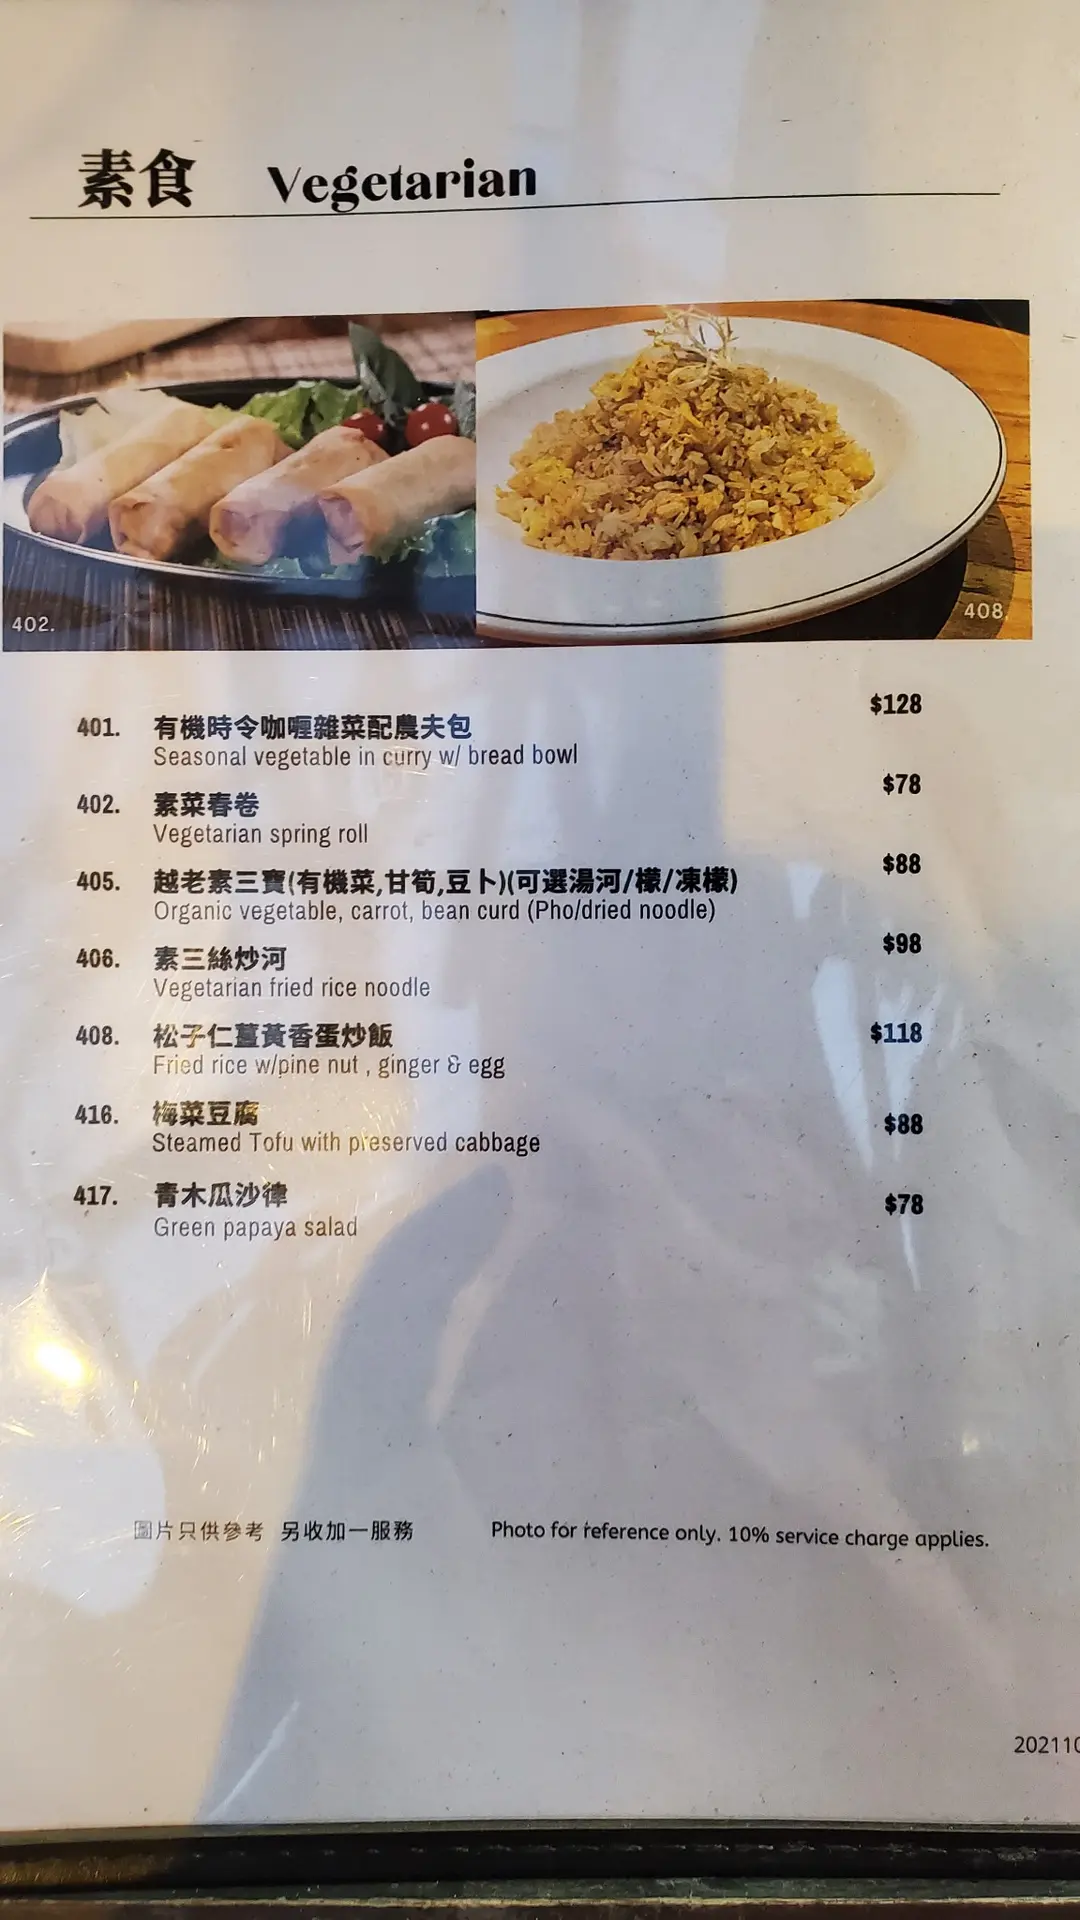 素食 Vegetarian
402.
408.
401. 有機時令咖喱雜菜配農夫包 $128
Seasonal vegetable in curry w/ bread bowl
402. 素菜春卷 $78
Vegetarian spring roll
405. 越老素三寶(有機菜,甘筍,豆卜)(可選湯河/檬/凍檬) $88
Organic vegetable, carrot, bean curd (Pho/dried noodle)
406. 素三絲炒河 $98
Vegetarian fried rice noodle
408. 松子仁薑黃香蛋炒飯 $118
Fried rice w/pine nut , ginger & egg
416. 梅菜豆腐 $88
Steamed Tofu with preserved cabbage
417. 青木瓜沙律 $78
Green papaya salad
圖片只供參考 另收加一服務 Photo for reference only. 10% service charge applies.
202110